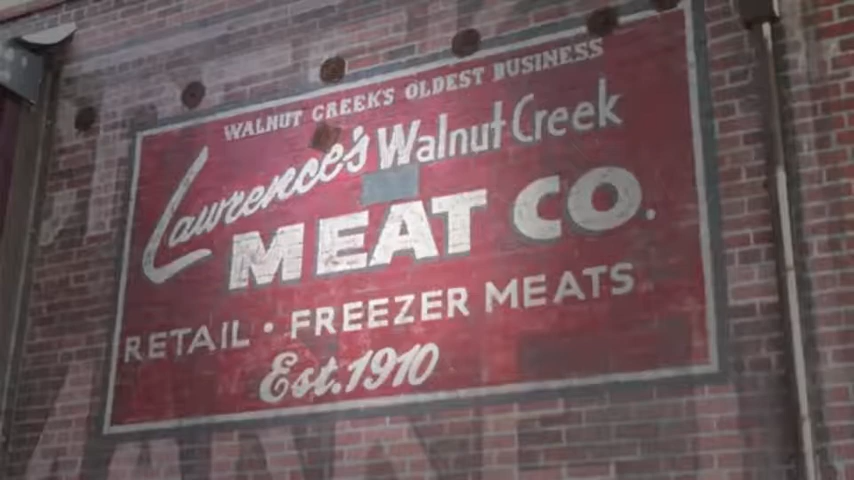 WALNUT CREEK'S OLDEST BUSINESS
Lawrence's Walnut Creek
MEAT CO.
RETAIL · FREEZER MEATS
Est. 1910